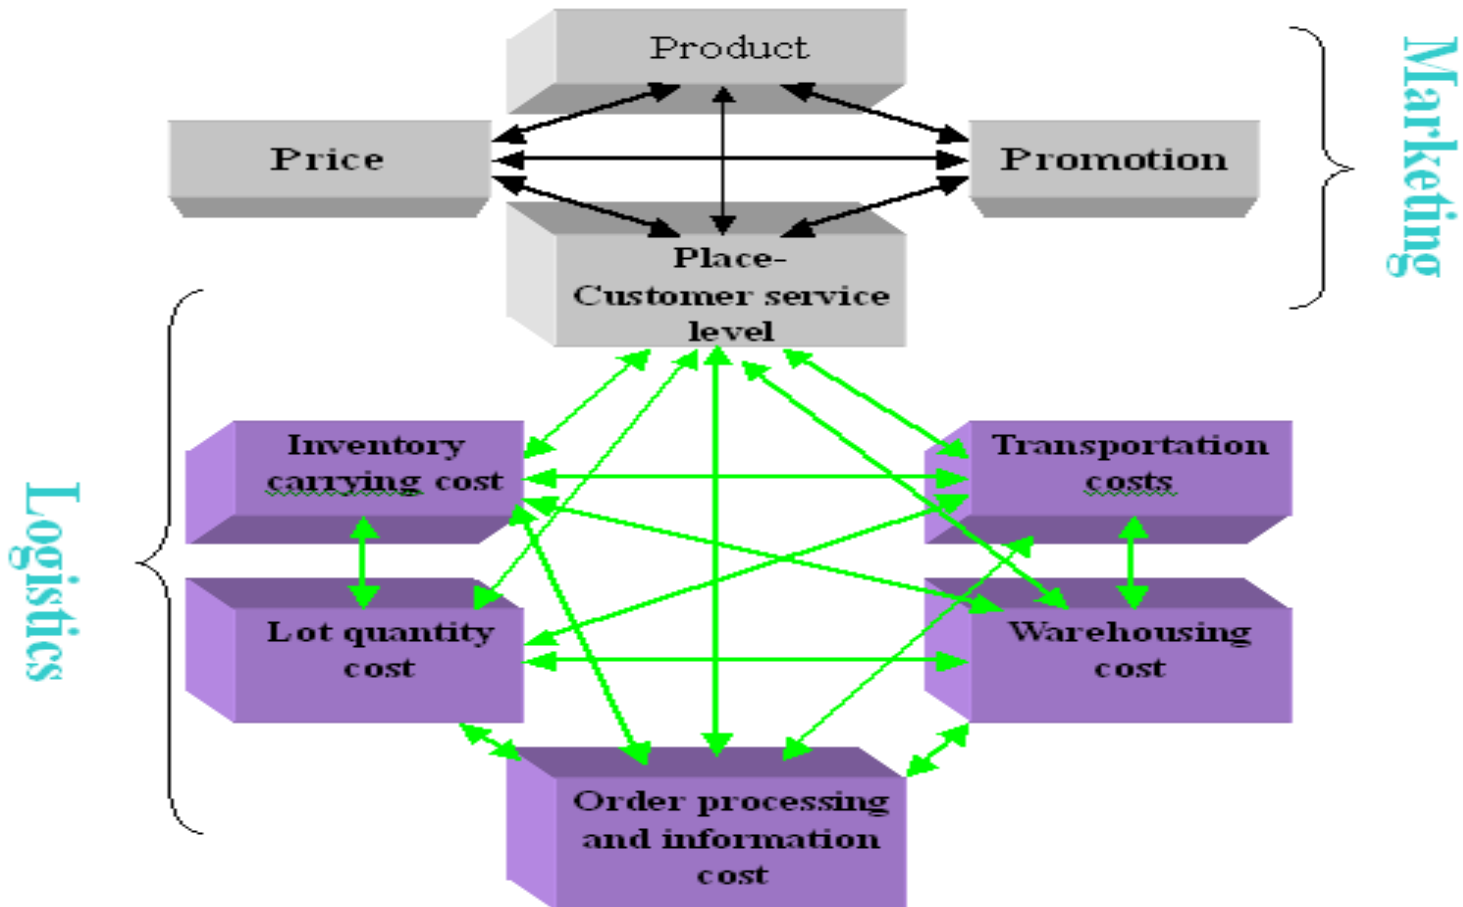 Product
Price
Promotion
Marketing
Place-
Customer service
level
Inventory
carrying cost
Transportation
costs
Logistics
Lot quantity
cost
Warehousing
cost
Order processing
and information
cost